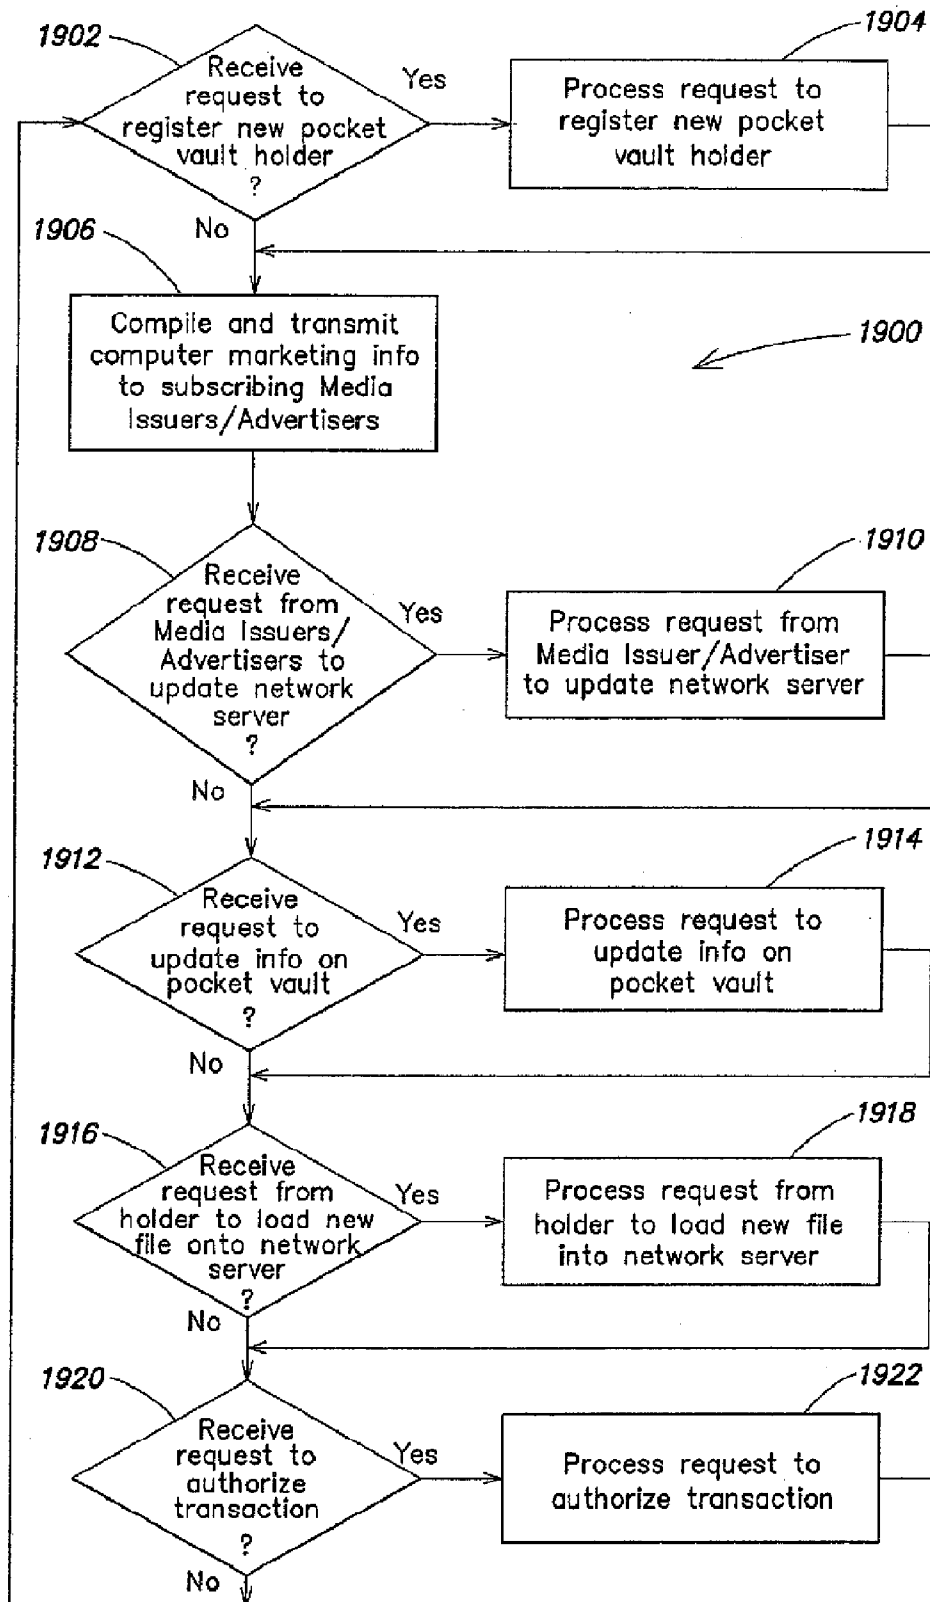 1902
Receive
request to
register new pocket
vault holder
?
Yes
No
1904
Process request to
register new pocket
vault holder
1906
Compile and transmit
computer marketing info
to subscribing Media
Issuers/Advertisers
1900
1908
Receive
request from
Media Issuers/
Advertisers to
update network
server
?
Yes
No
1910
Process request from
Media Issuer/Advertiser
to update network server
1912
Receive
request to
update info on
pocket vault
?
Yes
No
1914
Process request to
update info on
pocket vault
1916
Receive
request from
holder to load new
file onto network
server
?
Yes
No
1918
Process request from
holder to load new file
into network server
1920
Receive
request to
authorize
transaction
?
Yes
No
1922
Process request to
authorize transaction